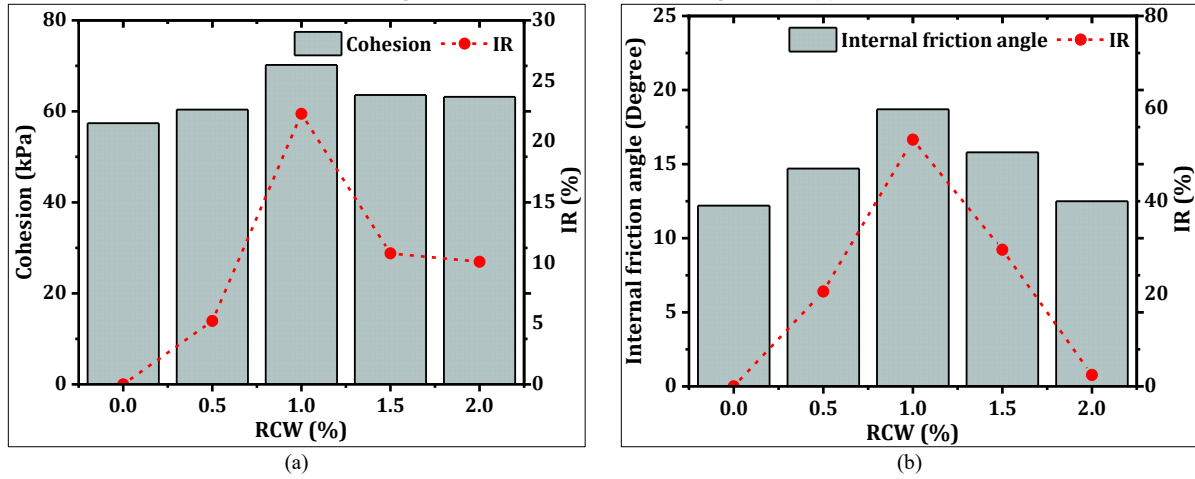 Cohesion IR
80
60
40
20
0
Cohesion (kPa)
30
25
20
15
10
5
0
IR (%)
0.0 0.5 1.0 1.5 2.0
RCW (%)
(a)
Internal friction angle IR
25
20
15
10
5
0
Internal friction angle (Degree)
80
60
40
20
0
IR (%)
0.0 0.5 1.0 1.5 2.0
RCW (%)
(b)